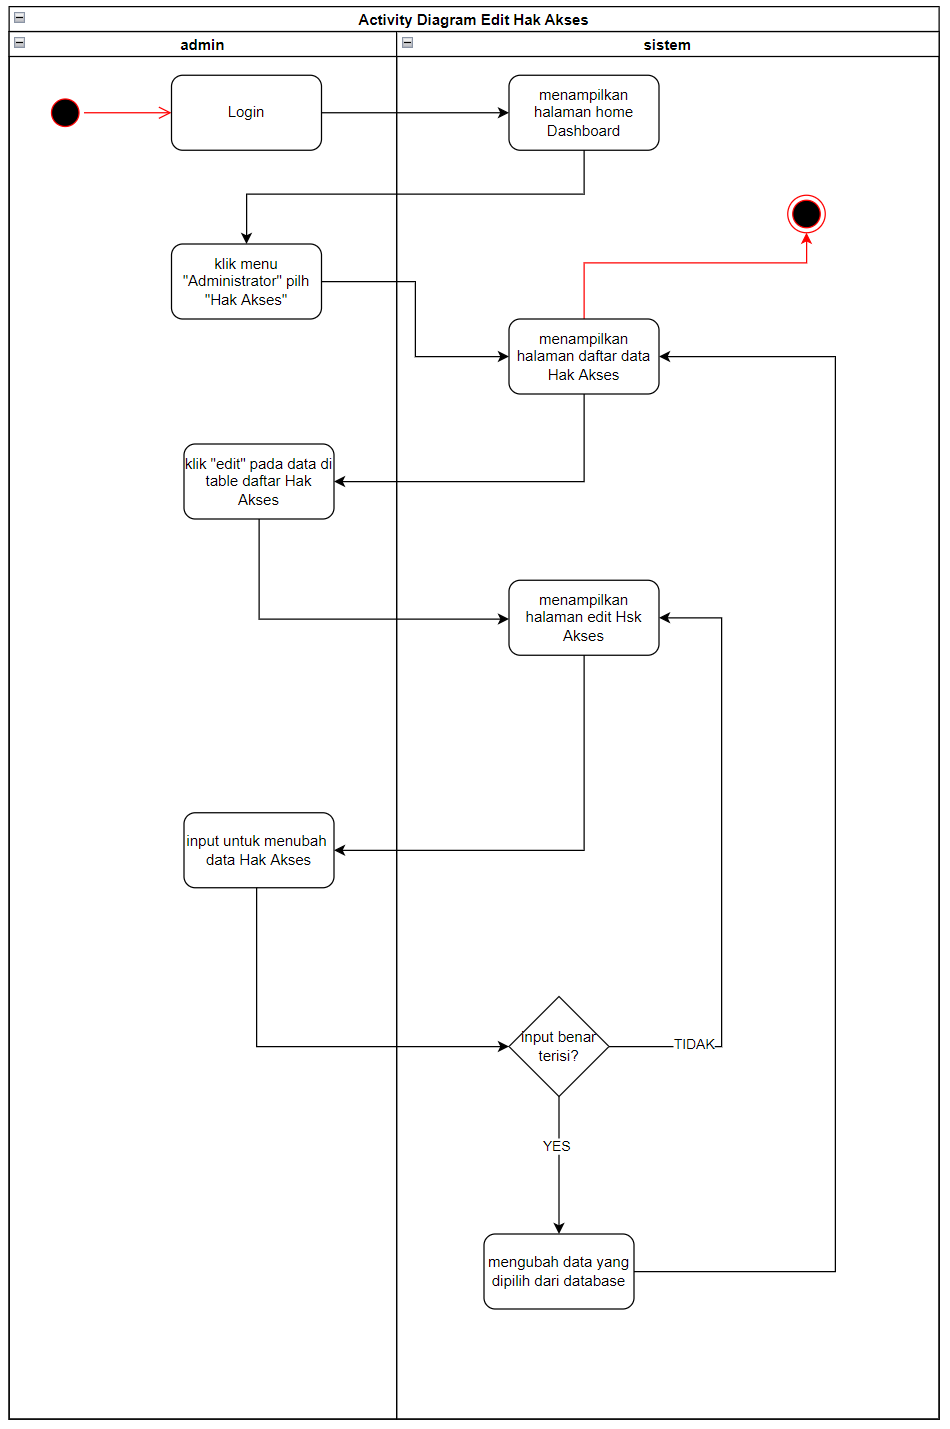 Activity Diagram Edit Hak Akses
admin
sistem
Login
menampilkan
halaman home
Dashboard
klik menu
"Administrator" pilh
"Hak Akses"
menampilkan
halaman daftar data
Hak Akses
klik "edit" pada data di
table daftar Hak
Akses
menampilkan
halaman edit Hsk
Akses
input untuk menubah
data Hak Akses
input benar
terisi?
TIDAK
YES
mengubah data yang
dipilih dari database